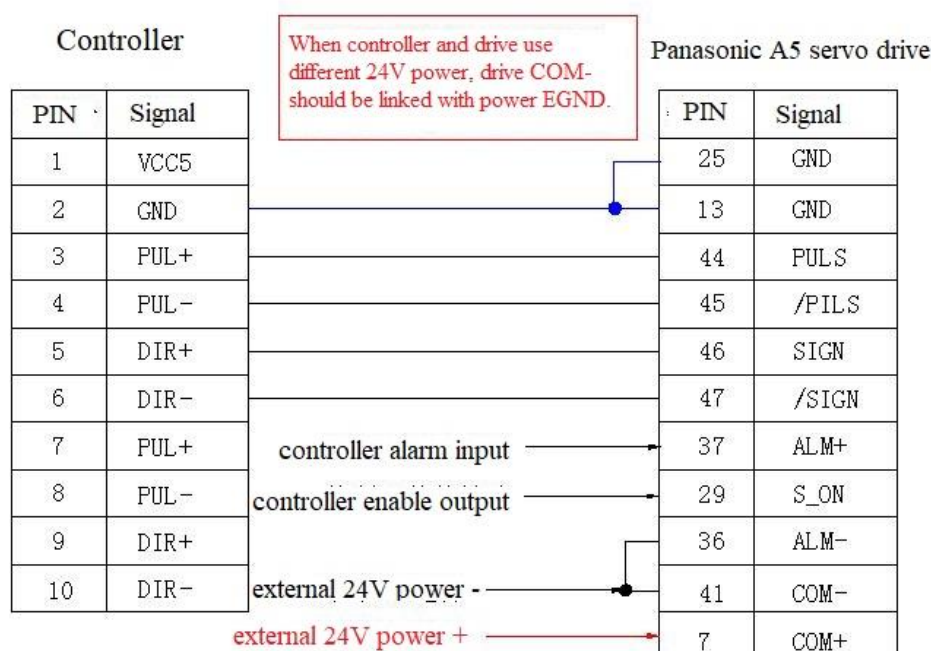 Controller
When controller and drive use
different 24V power, drive COM-
should be linked with power EGND.
Panasonic A5 servo drive
PIN Signal
1 VCC5
2 GND
3 PUL+
4 PUL-
5 DIR+
6 DIR-
7 PUL+
8 PUL-
9 DIR+
10 DIR-
controller alarm input
controller enable output
external 24V power -
external 24V power +
PIN Signal
25 GND
13 GND
44 PULS
45 /PILS
46 SIGN
47 /SIGN
37 ALM+
29 S_ON
36 ALM-
41 COM-
7 COM+